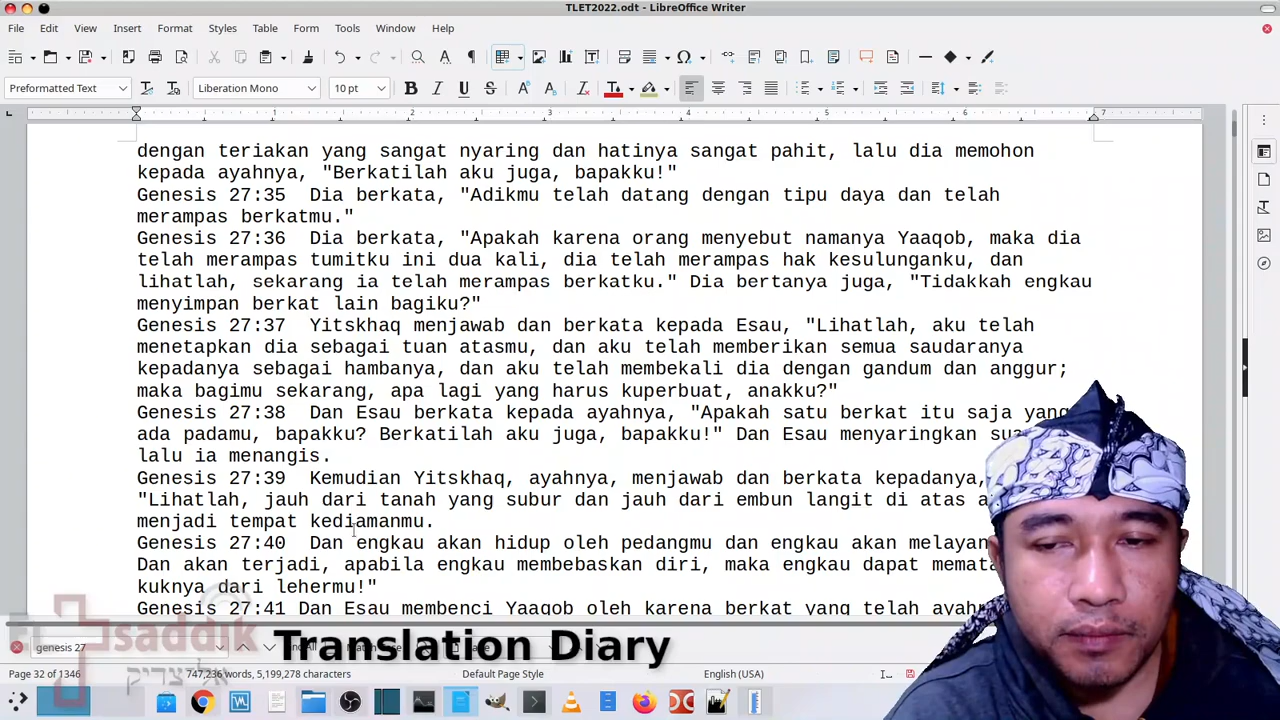 TLET2022.odt - LibreOffice Writer
File Edit View Insert Format Styles Table Form Tools Window Help
Preformatted Text Liberation Mono 10 pt
1 2 3 4 5 6 7
dengan teriakan yang sangat nyaring dan hatinya sangat pahit, lalu dia memohon
kepada ayahnya, "Berkatilah aku juga, bapakku!"
Genesis 27:35 Dia berkata, "Adikmu telah datang dengan tipu daya dan telah
merampas berkatmu."
Genesis 27:36 Dia berkata, "Apakah karena orang menyebut namanya Yaaqob, maka dia
telah merampas tumitku ini dua kali, dia telah merampas hak kesulunganku, dan
lihatlah, sekarang ia telah merampas berkatku." Dia bertanya juga, "Tidakkah engkau
menyimpan berkat lain bagiku?"
Genesis 27:37 Yitskhaq menjawab dan berkata kepada Esau, "Lihatlah, aku telah
menetapkan dia sebagai tuan atasmu, dan aku telah memberikan semua saudaranya
kepadanya sebagai hambanya, dan aku telah membekali dia dengan gandum dan anggur;
maka bagimu sekarang, apa lagi yang harus kuperbuat, anakku?"
Genesis 27:38 Dan Esau berkata kepada ayahnya, "Apakah satu berkat itu saja yang
ada padamu, bapakku? Berkatilah aku juga, bapakku!" Dan Esau menyaringkan
lalu ia menangis.
Genesis 27:39 Kemudian Yitskhaq, ayahnya, menjawab dan berkata kepadanya,
"Lihatlah, jauh dari tanah yang subur dan jauh dari embun langit di atas
menjadi tempat kediamanmu.
Genesis 27:40 Dan engkau akan hidup oleh pedangmu dan engkau akan
Dan akan terjadi, apabila engkau membebaskan diri, maka engkau dapat
kuknya dari lehermu!"
Genesis 27:41 Dan Esau membenci Yaaqob oleh karena berkat yang telah
saddik
אלצדיק
Translation Diary
genesis 27
Page 32 of 1346 747,236 words, 5,199,278 characters Default Page Style English (USA)